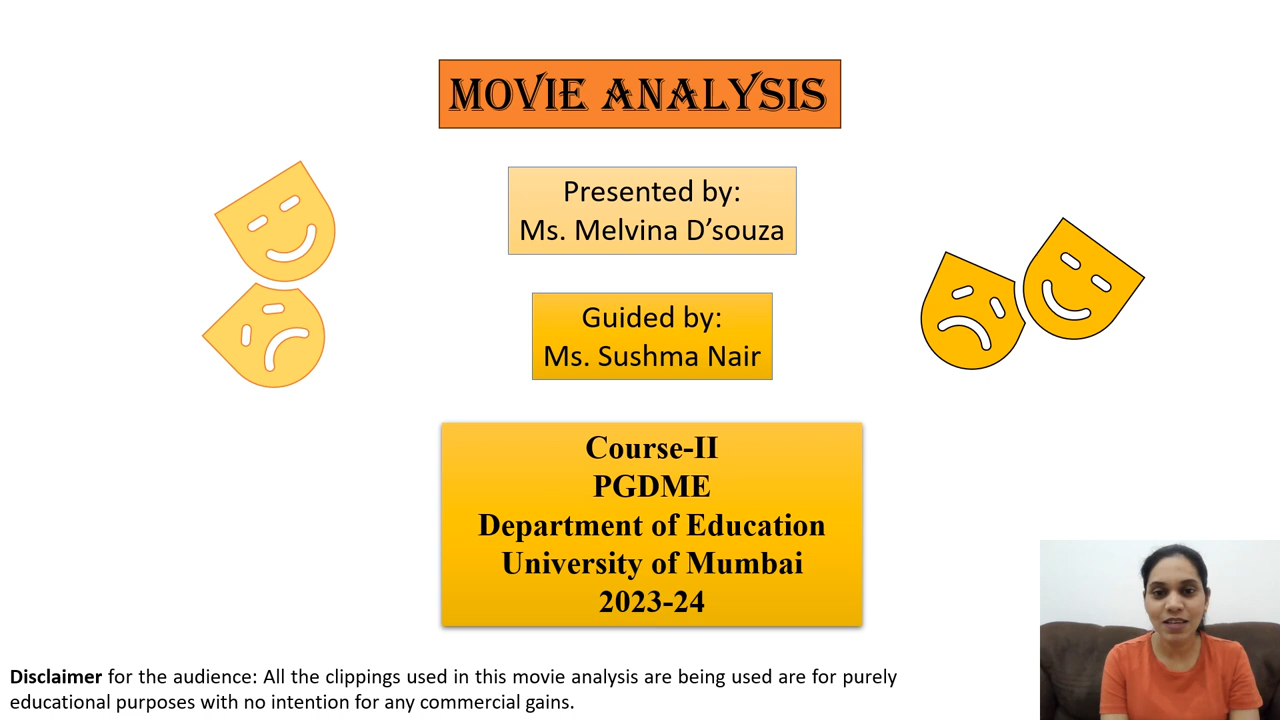 MOVIE ANALYSIS
Presented by:
Ms. Melvina D’souza
Guided by:
Ms. Sushma Nair
Course-II
PGDME
Department of Education
University of Mumbai
2023-24
Disclaimer for the audience: All the clippings used in this movie analysis are being used are for purely
educational purposes with no intention for any commercial gains.